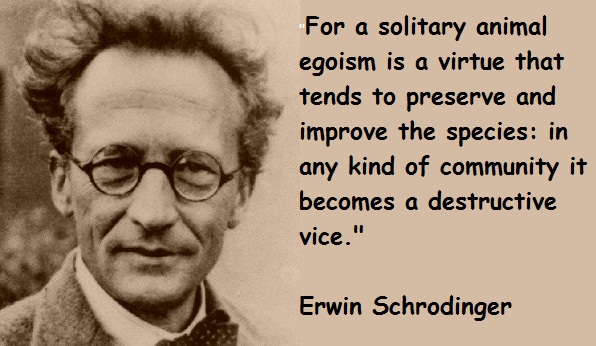 "For a solitary animal
egoism is a virtue that
tends to preserve and
improve the species: in
any kind of community it
becomes a destructive
vice."
Erwin Schrodinger